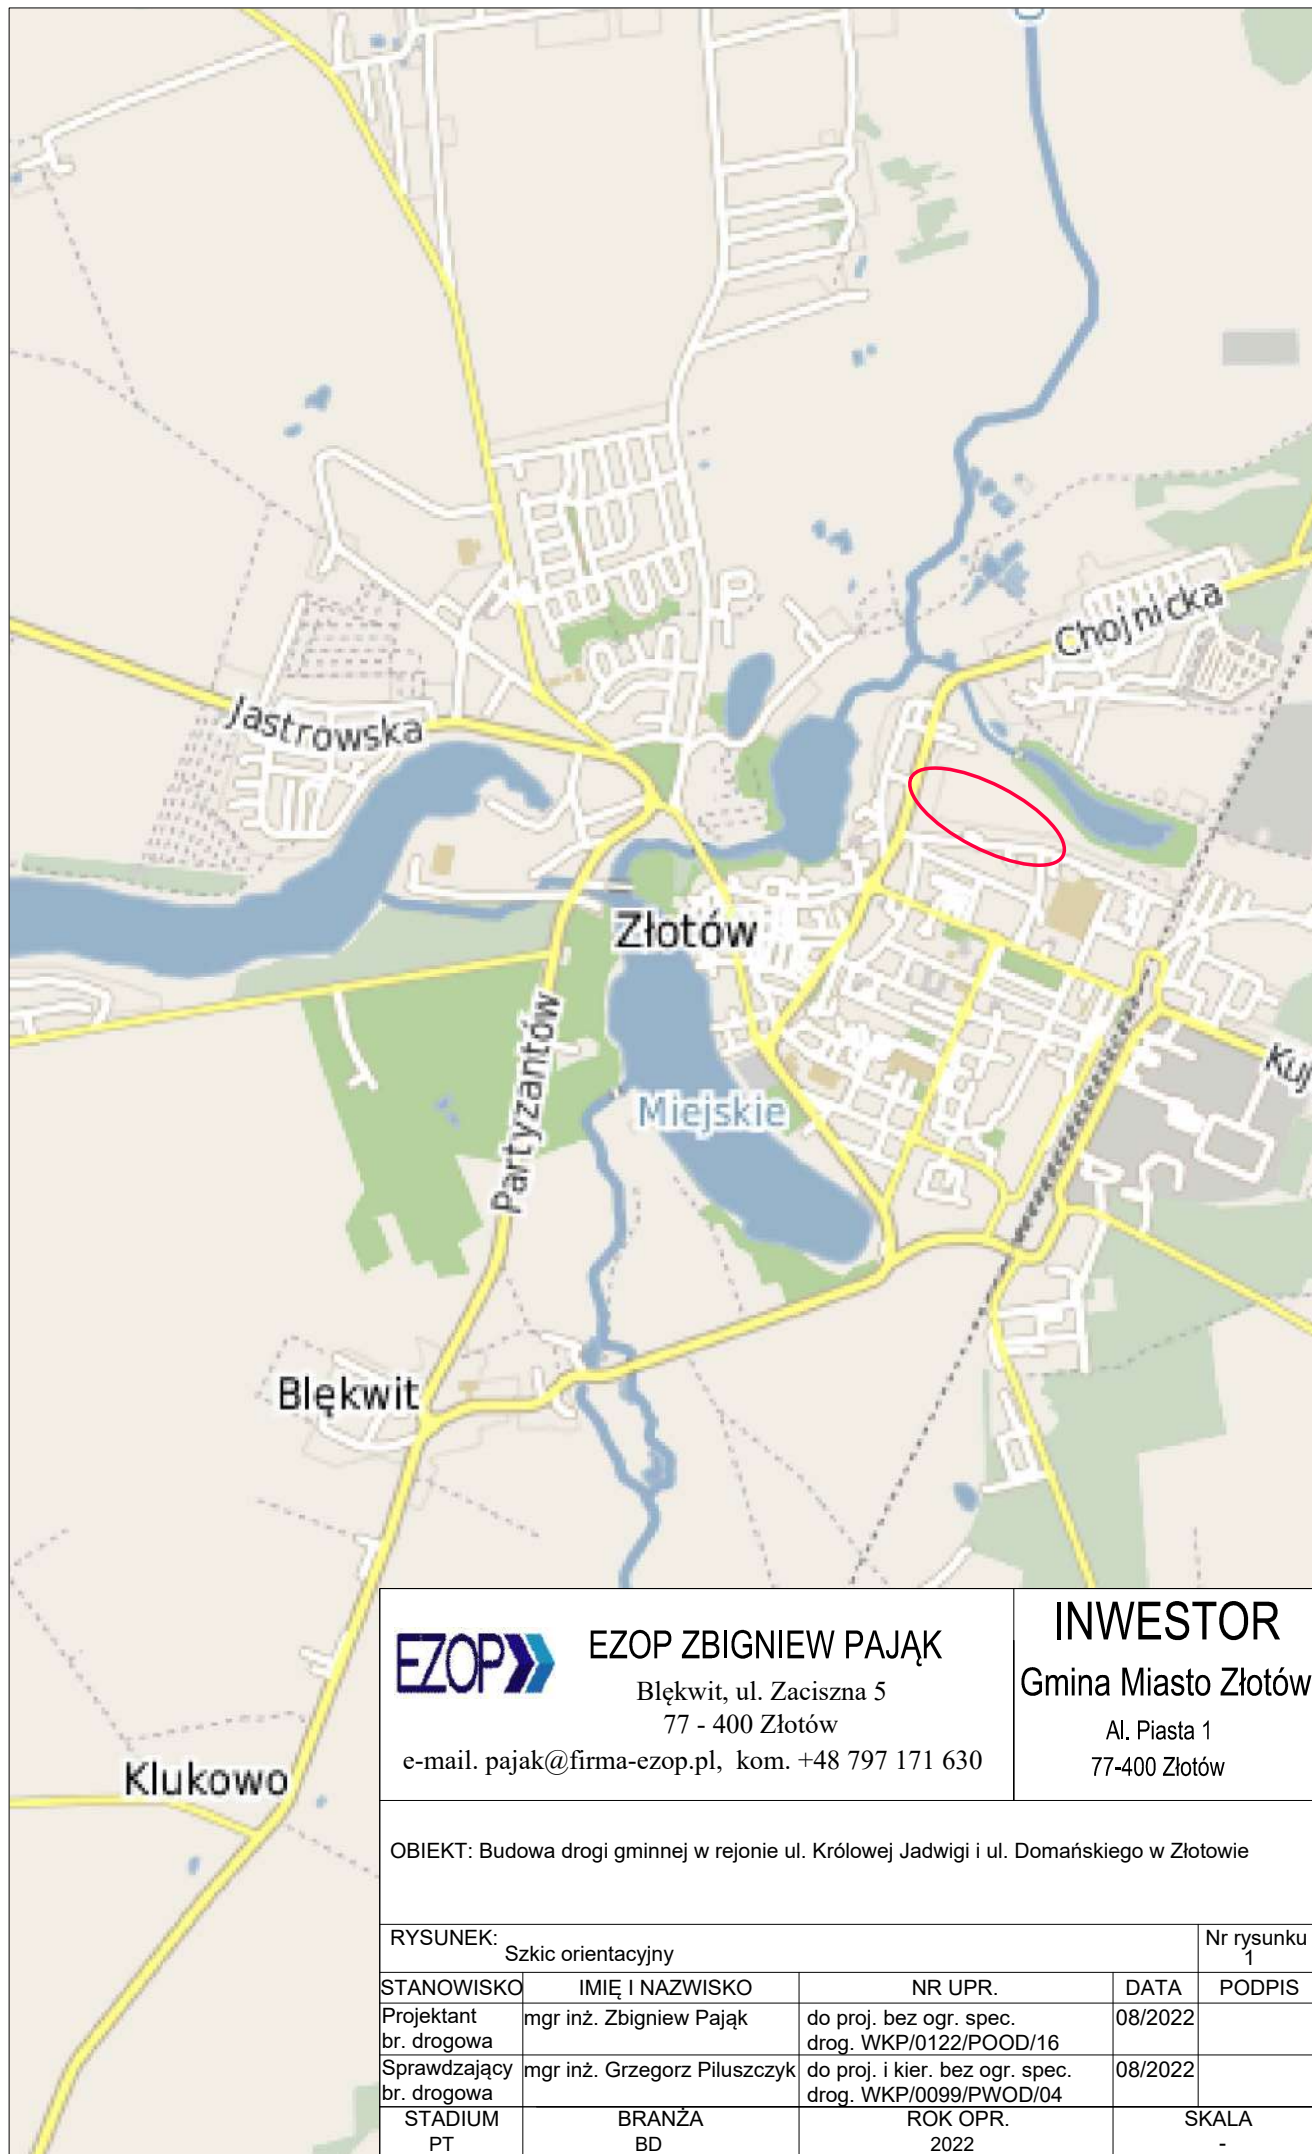 Chojnicka
Jastrowska
Złotów
Partyzantów
Kuj
Miejskie
Blękwit
Klukowo
EZOP
EZOP ZBIGNIEW PAJĄK
Blękwit, ul. Zaciszna 5
77 - 400 Złotów
e-mail. pajak@firma-ezop.pl, kom. +48 797 171 630
INWESTOR
Gmina Miasto Złotów
Al. Piasta 1
77-400 Złotów
OBIEKT: Budowa drogi gminnej w rejonie ul. Królowej Jadwigi i ul. Domańskiego w Złotowie
RYSUNEK:
Szkic orientacyjny
Nr rysunku
1
STANOWISKO IMIĘ I NAZWISKO NR UPR. DATA PODPIS
Projektant mgr inż. Zbigniew Pająk do proj. bez ogr. spec. 08/2022
br. drogowa drog. WKP/0122/POOD/16
Sprawdzający mgr inż. Grzegorz Piluszczyk do proj. i kier. bez ogr. spec. 08/2022
br. drogowa drog. WKP/0099/PWOD/04
STADIUM BRANŻA ROK OPR. SKALA
PT BD 2022 -